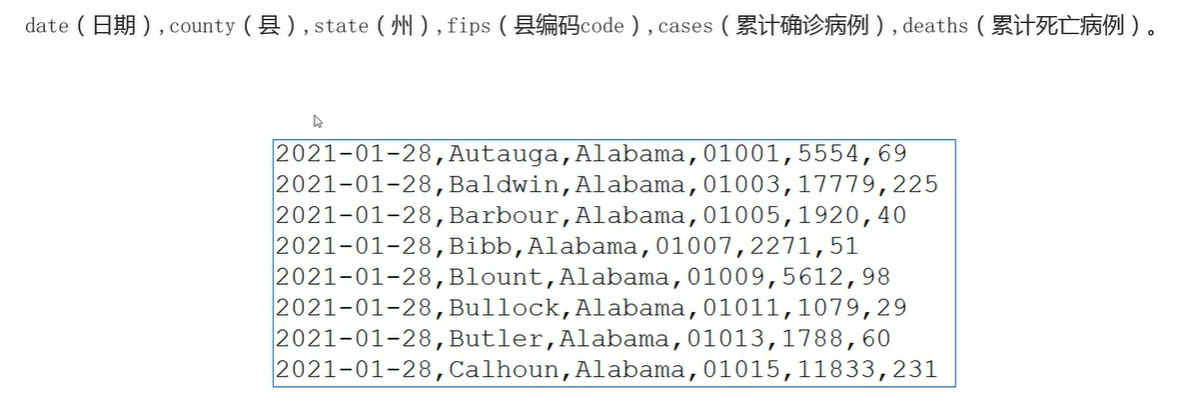 date（日期）,county（县）,state（州）,fips（县编码code）,cases（累计确诊病例）,deaths（累计死亡病例）。
2021-01-28,Autauga,Alabama,01001,5554,69
2021-01-28,Baldwin,Alabama,01003,17779,225
2021-01-28,Barbour,Alabama,01005,1920,40
2021-01-28,Bibb,Alabama,01007,2271,51
2021-01-28,Blount,Alabama,01009,5612,98
2021-01-28,Bullock,Alabama,01011,1079,29
2021-01-28,Butler,Alabama,01013,1788,60
2021-01-28,Calhoun,Alabama,01015,11833,231